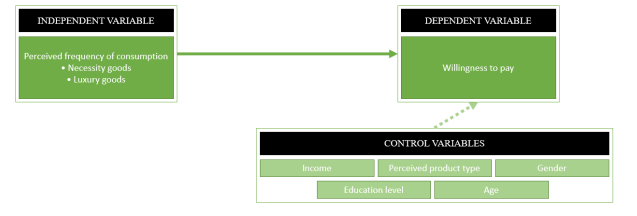 INDEPENDENT VARIABLE
Perceived frequency of consumption
• Necessity goods
• Luxury goods
DEPENDENT VARIABLE
Willingness to pay
CONTROL VARIABLES
Income
Perceived product type
Gender
Education level
Age